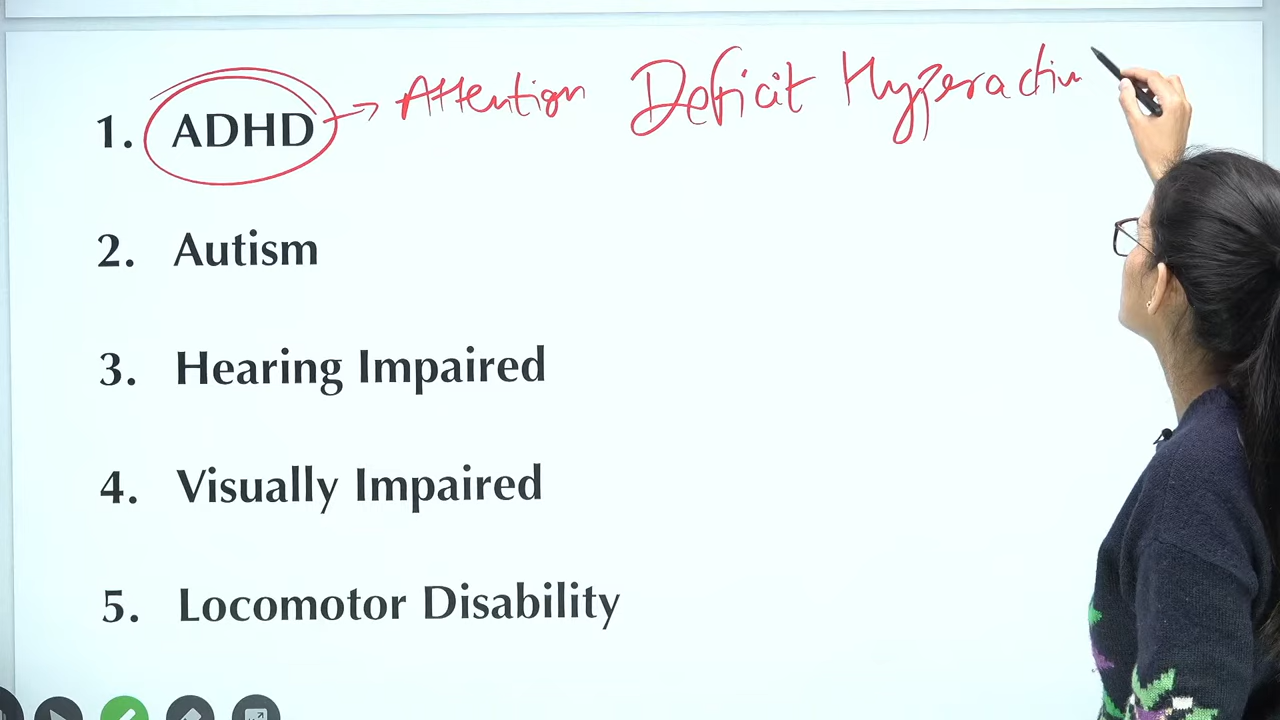 1. ADHD → Attention Deficit Hyperactiv
2. Autism
3. Hearing Impaired
4. Visually Impaired
5. Locomotor Disability